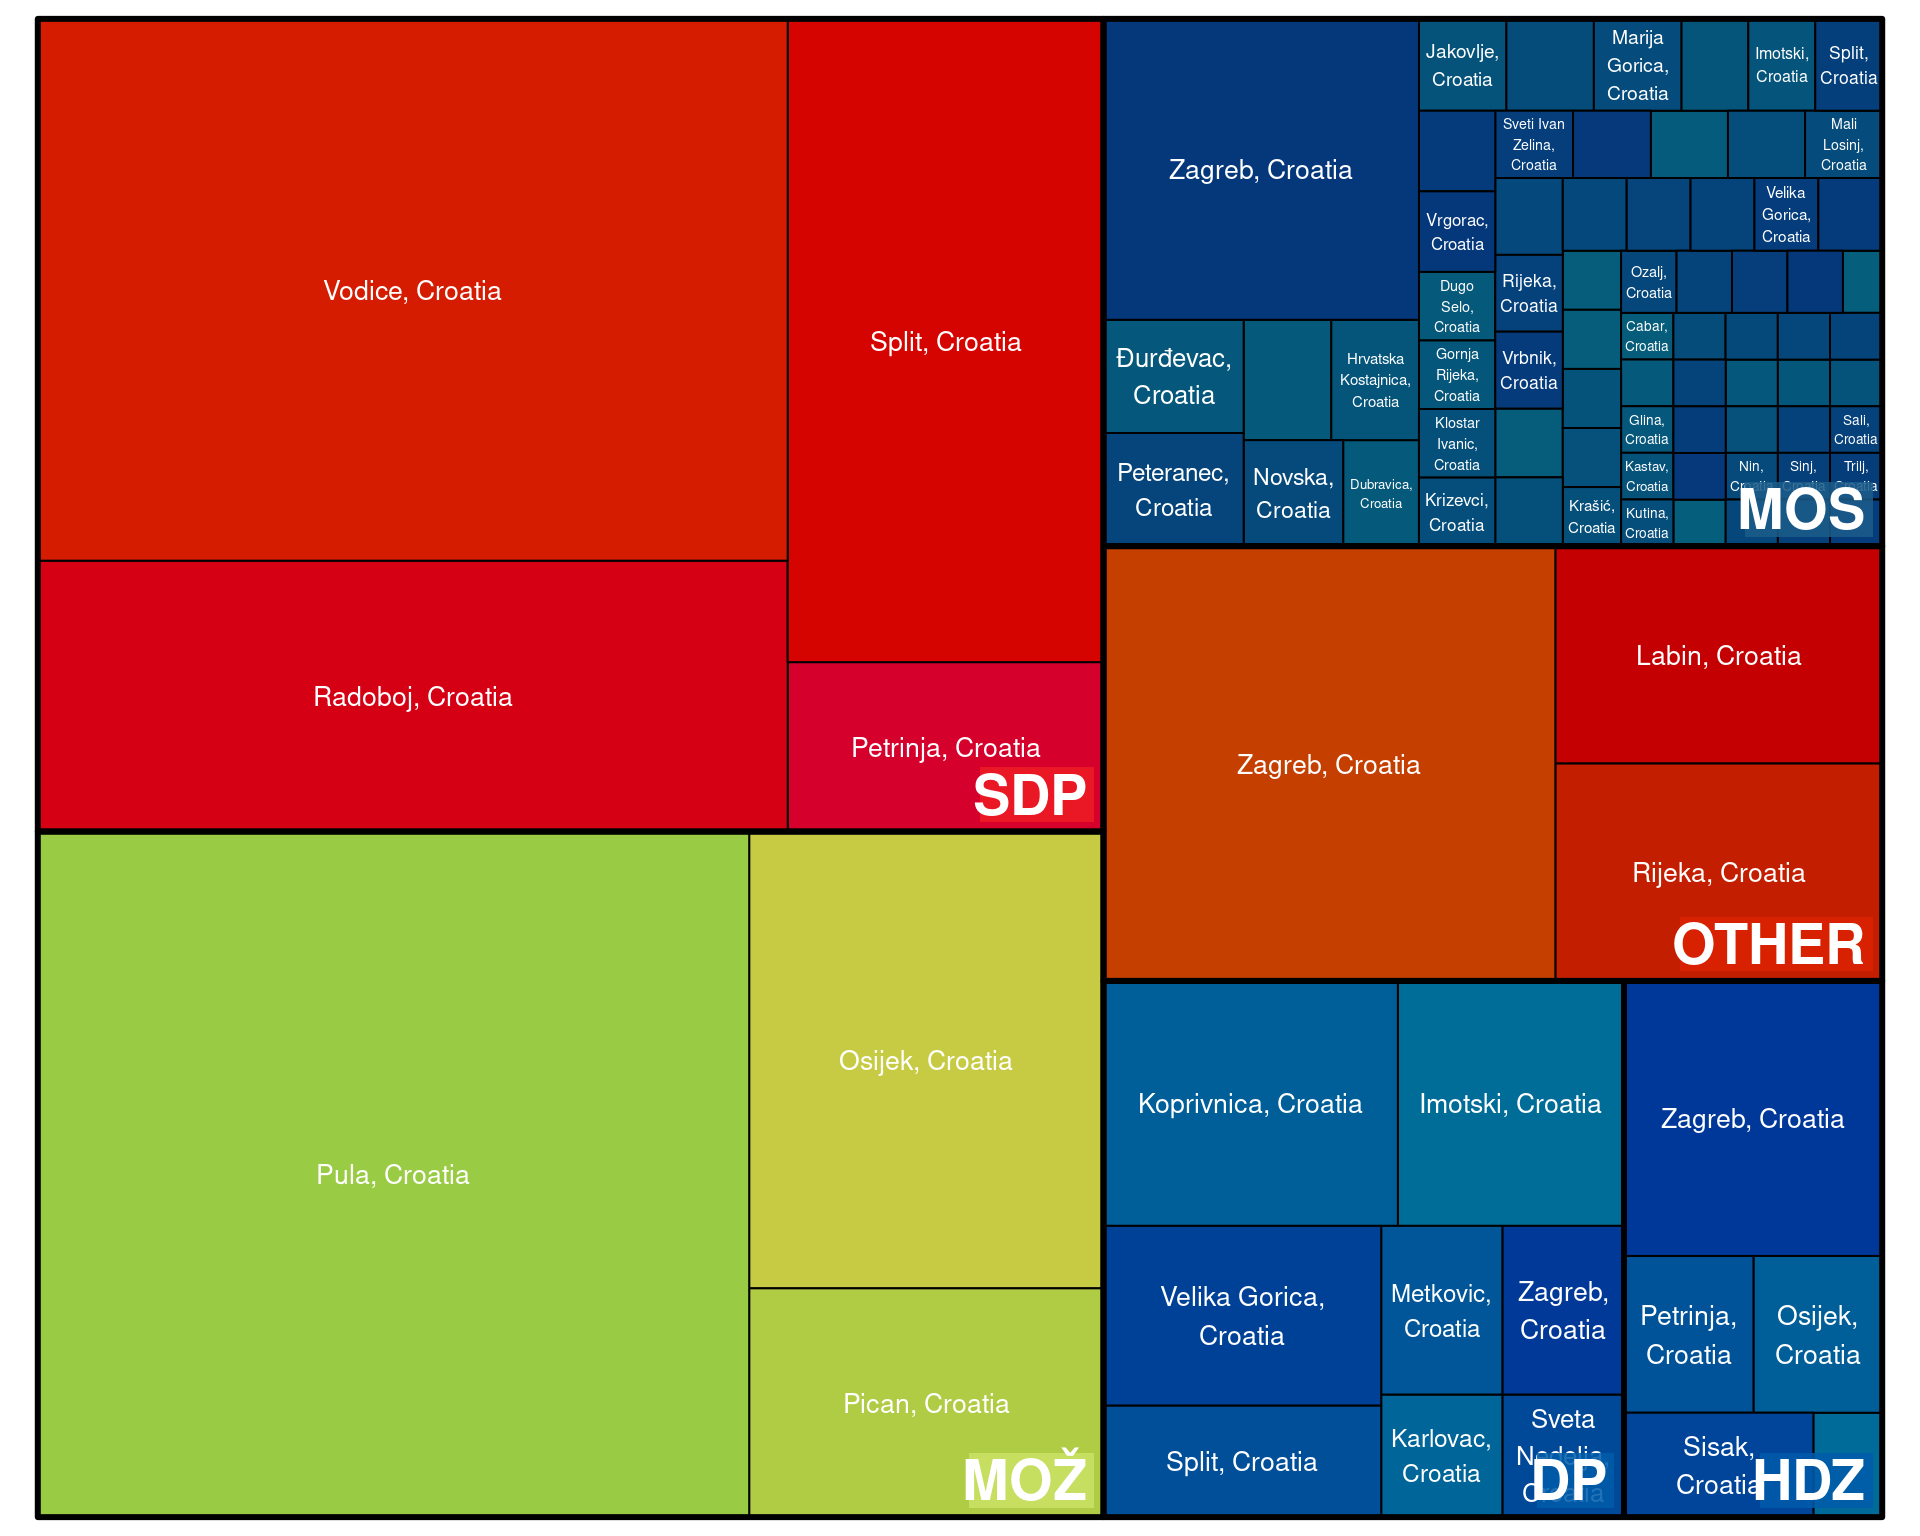 Vodice, Croatia
Split, Croatia
Radoboj, Croatia
Petrinja, Croatia
SDP
Pula, Croatia
Osijek, Croatia
Pican, Croatia
MOŽ
Zagreb, Croatia
Đurđevac,
Croatia
Hrvatska
Kostajnica,
Croatia
Peteranec,
Croatia
Novska,
Croatia
Dubravica,
Croatia
Jakovlje,
Croatia
Marija
Gorica,
Croatia
Imotski,
Croatia
Split,
Croatia
Sveti Ivan
Zelina,
Croatia
Mali
Losinj,
Croatia
Vrgorac,
Croatia
Velika
Gorica,
Croatia
Dugo
Selo,
Croatia
Rijeka,
Croatia
Ozalj,
Croatia
Gornja
Rijeka,
Croatia
Vrbnik,
Croatia
Cabar,
Croatia
Klostar
Ivanic,
Croatia
Glina,
Croatia
Sali,
Croatia
Kastav,
Croatia
Nin,
Croatia
Sinj,
Croatia
Trilj,
Croatia
Krizevci,
Croatia
Krašić,
Croatia
Kutina,
Croatia
MOS
Zagreb, Croatia
Labin, Croatia
Rijeka, Croatia
OTHER
Koprivnica, Croatia
Imotski, Croatia
Velika Gorica,
Croatia
Metkovic,
Croatia
Zagreb,
Croatia
Split, Croatia
Karlovac,
Croatia
Sveta
Nedelja,
Croatia
DP
Zagreb, Croatia
Petrinja,
Croatia
Osijek,
Croatia
Sisak,
Croatia
HDZ